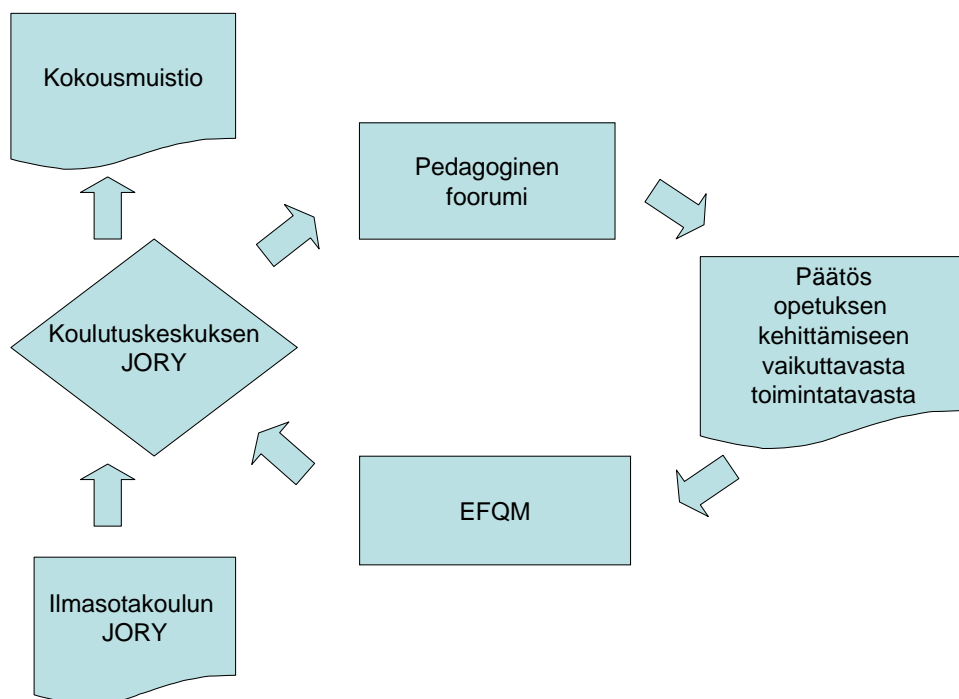 Kokousmuistio
Pedagoginen
foorumi
Päätös
opetuksen
kehittämiseen
vaikuttavasta
toimintatavasta
Koulutuskeskuksen
JORY
EFQM
Ilmasotakoulun
JORY